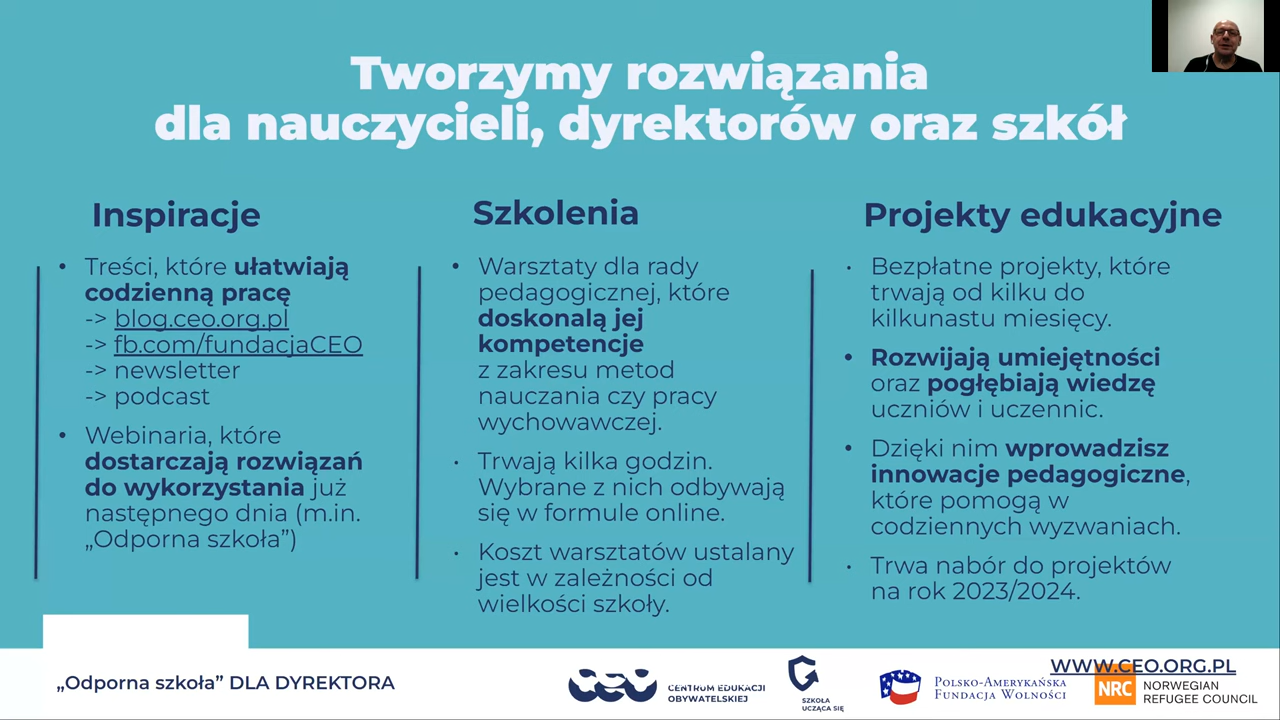 Tworzymy rozwiązania
dla nauczycieli, dyrektorów oraz szkół
Inspiracje
• Treści, które ułatwiają
codzienną pracę
-> blog.ceo.org.pl
-> fb.com/fundacjaCEO
-> newsletter
-> podcast
• Webinaria, które
dostarczają rozwiązań
do wykorzystania już
następnego dnia (m.in.
„Odporna szkoła”)
Szkolenia
• Warsztaty dla rady
pedagogicznej, które
doskonalą jej
kompetencje
z zakresu metod
nauczania czy pracy
wychowawczej.
• Trwają kilka godzin.
Wybrane z nich odbywają
się w formule online.
• Koszt warsztatów ustalany
jest w zależności od
wielkości szkoły.
Projekty edukacyjne
• Bezpłatne projekty, które
trwają od kilku do
kilkunastu miesięcy.
• Rozwijają umiejętności
oraz pogłębiają wiedzę
uczniów i uczennic.
• Dzięki nim wprowadzisz
innowacje pedagogiczne,
które pomogą w
codziennych wyzwaniach.
• Trwa nabór do projektów
na rok 2023/2024.
„Odporna szkoła” DLA DYREKTORA
CEO
CENTRUM EDUKACJI
OBYWATELSKIEJ
SZKOŁA
UCZĄCA SIĘ
POLSKO-AMERYKAŃSKA
FUNDACJA WOLNOŚCI
WWW.CEO.ORG.PL
NRC
NORWEGIAN
REFUGEE COUNCIL